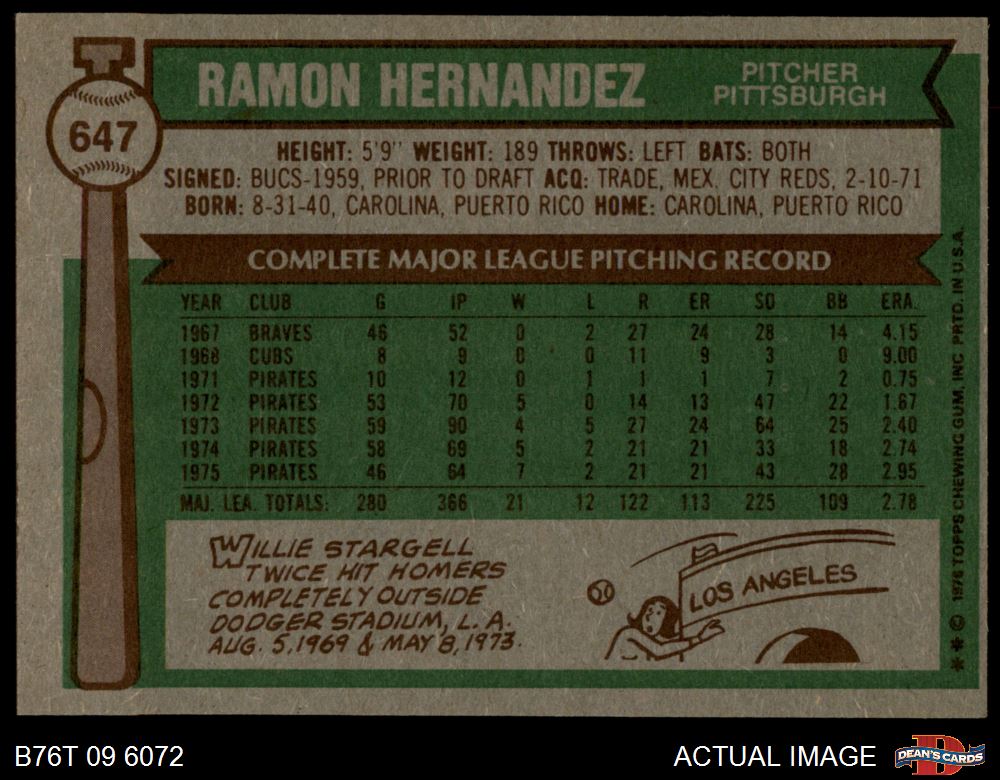 647
RAMON HERNANDEZ
PITCHER
PITTSBURGH
HEIGHT: 5'9" WEIGHT: 189 THROWS: LEFT BATS: BOTH
SIGNED: BUCS-1959, PRIOR TO DRAFT ACQ: TRADE, MEX. CITY REDS, 2-10-71
BORN: 8-31-40, CAROLINA, PUERTO RICO HOME: CAROLINA, PUERTO RICO
COMPLETE MAJOR LEAGUE PITCHING RECORD
YEAR CLUB G IP W L R ER SO BB ERA.
1967 BRAVES 46 52 0 2 27 24 28 14 4.15
1968 CUBS 8 9 0 0 11 9 3 0 9.00
1971 PIRATES 10 12 0 1 1 1 7 2 0.75
1972 PIRATES 53 70 5 0 14 13 47 22 1.67
1973 PIRATES 59 90 4 5 27 24 64 25 2.40
1974 PIRATES 58 69 5 2 21 21 33 18 2.74
1975 PIRATES 46 64 7 2 21 21 43 28 2.95
MAJ. LEA. TOTALS: 280 366 21 12 122 113 225 109 2.78
WILLIE STARGELL
TWICE HIT HOMERS
COMPLETELY OUTSIDE
DODGER STADIUM, L.A.
AUG. 5, 1969 & MAY 8, 1973.
LOS ANGELES
** © 1976 TOPPS CHEWING GUM, INC. PRTD. IN U.S.A.
B76T 09 6072
ACTUAL IMAGE
D
DEAN'S CARDS